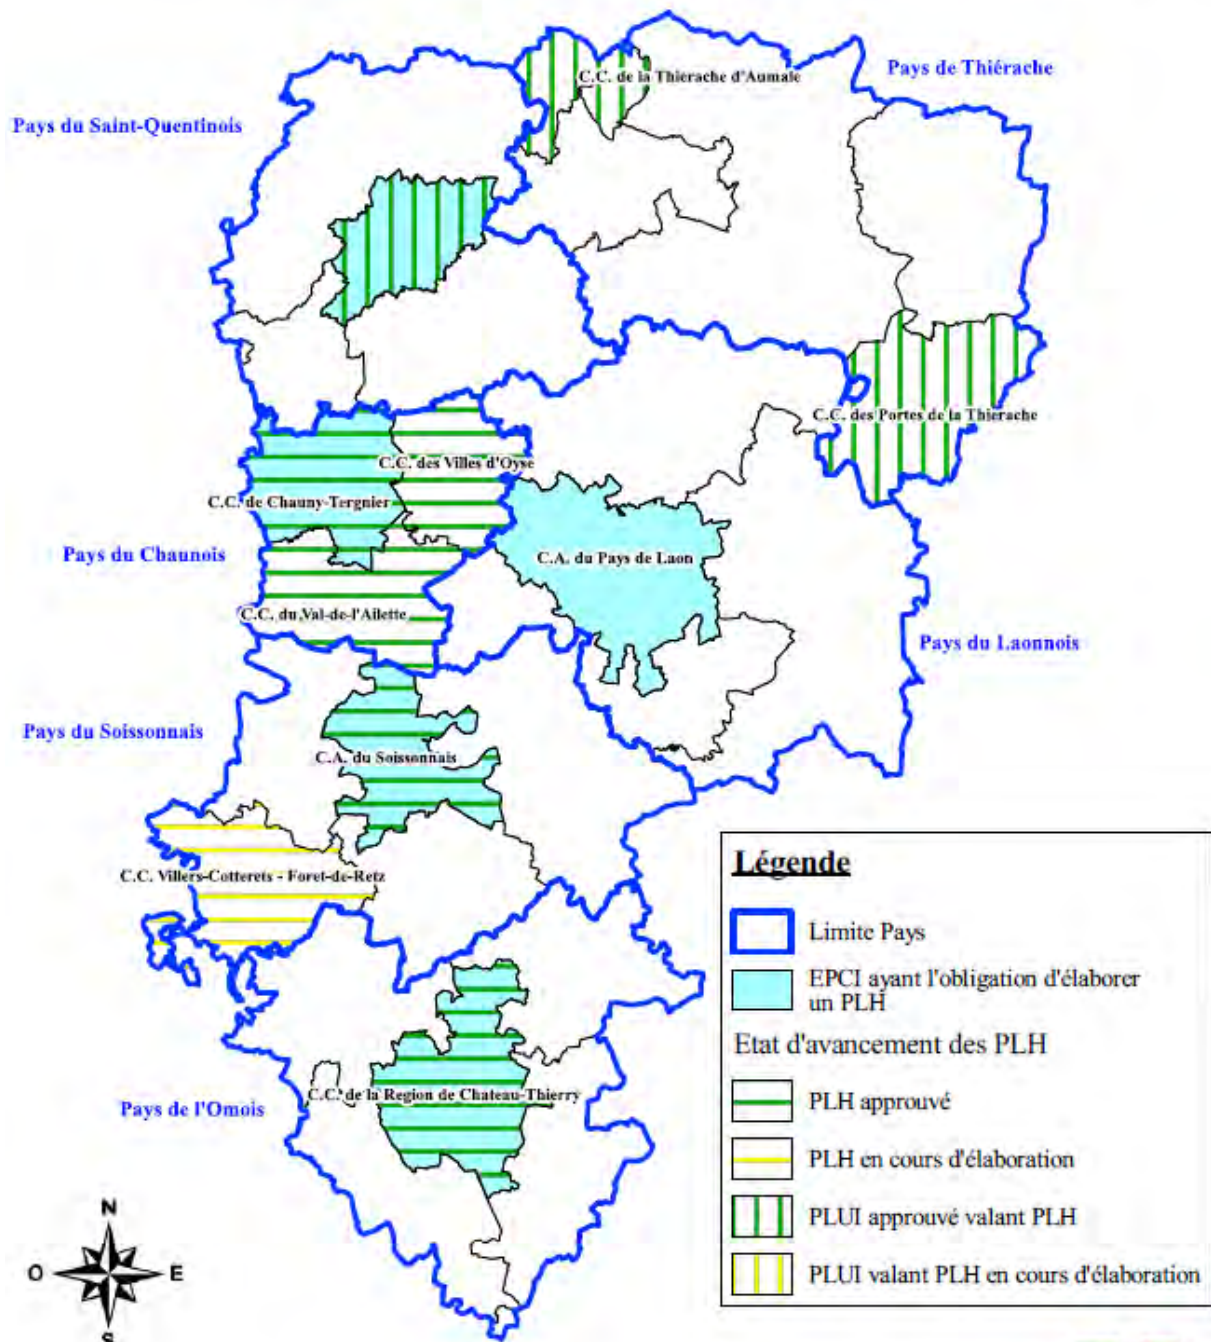 Pays de Thiérache
C.C. de la Thierache d'Aumale
Pays du Saint-Quentinois
C.C. des Portes de la Thierache
C.C. des Villes d'Oyse
C.C. de Chauny-Tergnier
Pays du Chaunois
C.A. du Pays de Laon
C.C. du Val-de-l'Ailette
Pays du Laonnois
Pays du Soissonnais
C.A. du Soissonnais
C.C. Villers-Cotterets - Foret-de-Retz
C.C. de la Region de Chateau-Thierry
Pays de l'Omois
Légende
Limite Pays
EPCI ayant l'obligation d'élaborer
un PLH
Etat d'avancement des PLH
PLH approuvé
PLH en cours d'élaboration
PLUI approuvé valant PLH
PLUI valant PLH en cours d'élaboration
N
O
E
S